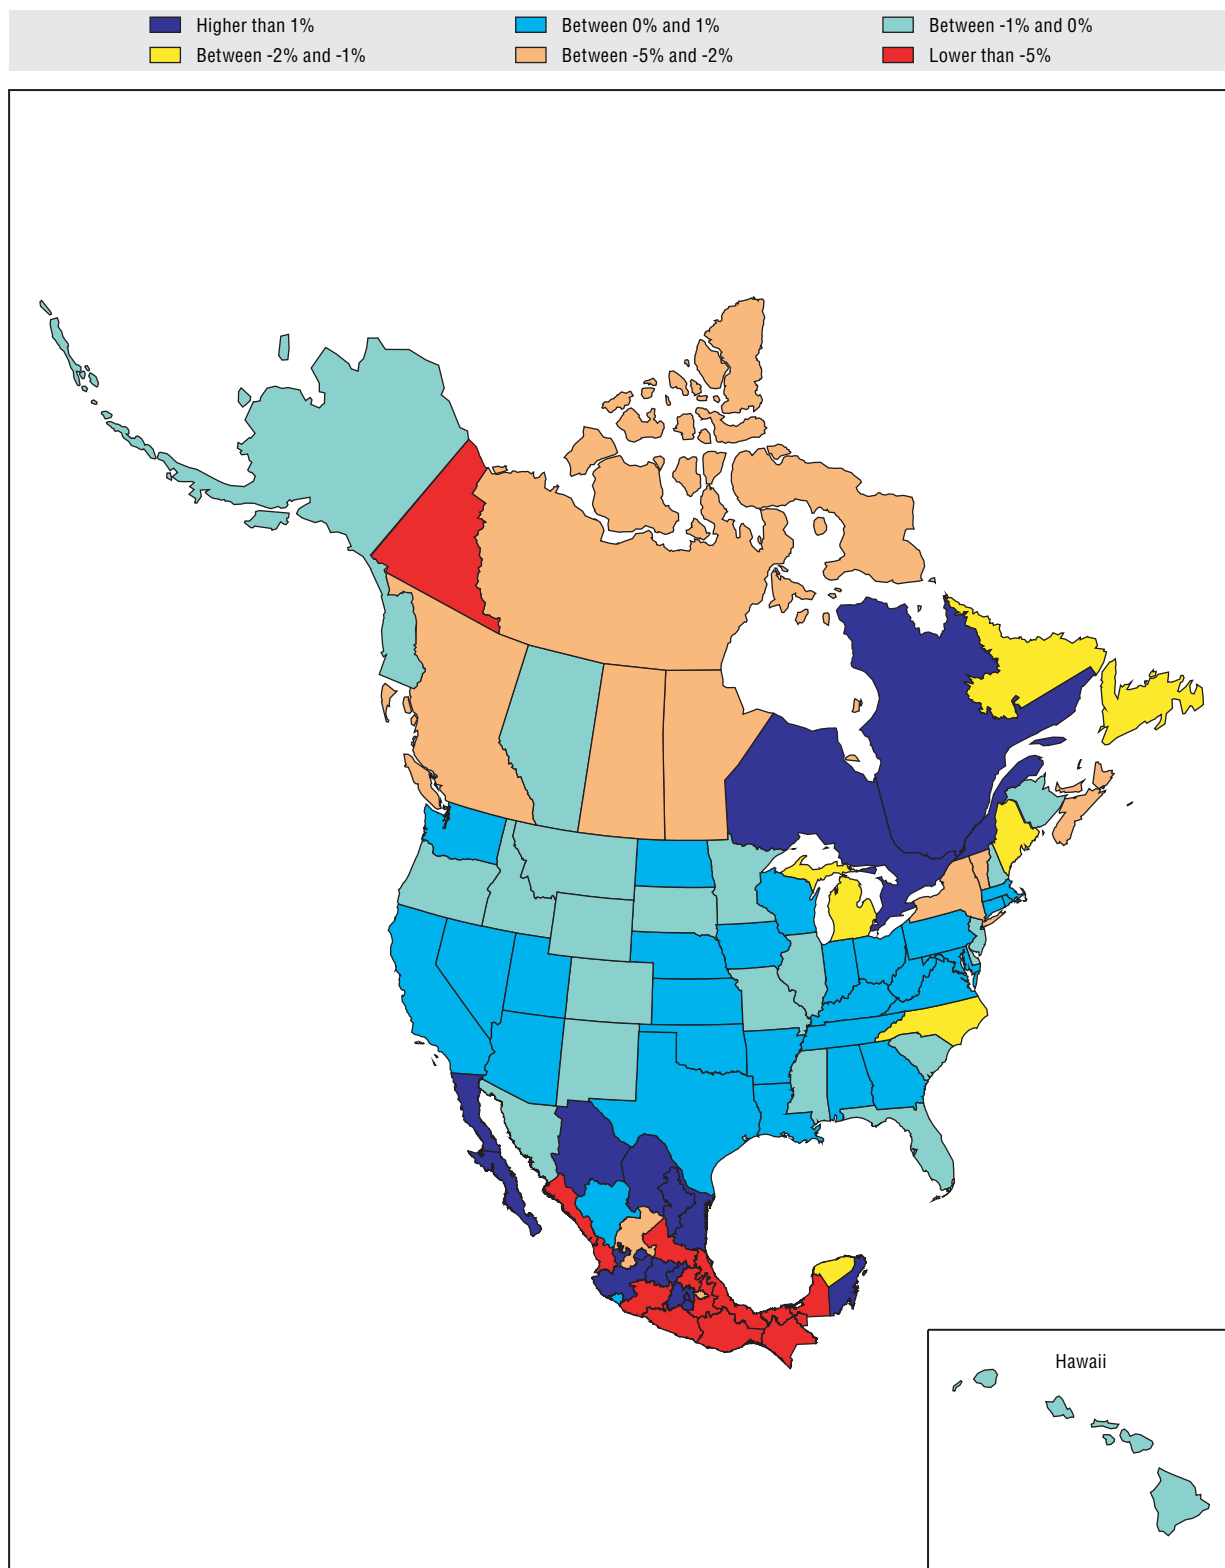 Higher than 1% Between 0% and 1% Between -1% and 0%
Between -2% and -1% Between -5% and -2% Lower than -5%
Hawaii